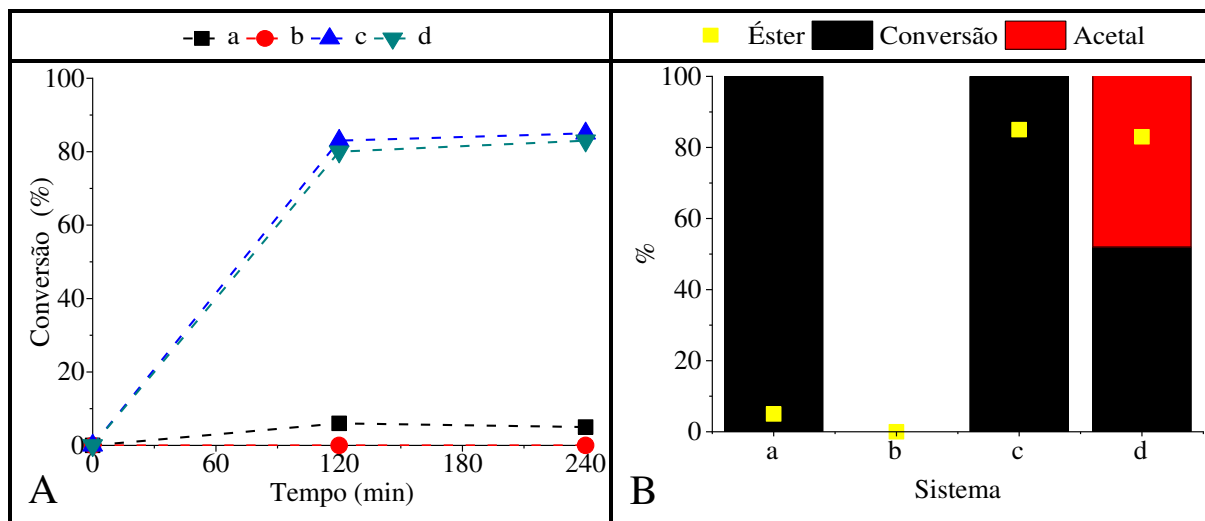 a b c d
Éster Conversão Acetal
100
80
60
40
20
0
Conversão (%)
0 60 120 180 240
Tempo (min)
A
100
80
60
40
20
0
%
a b c d
Sistema
B